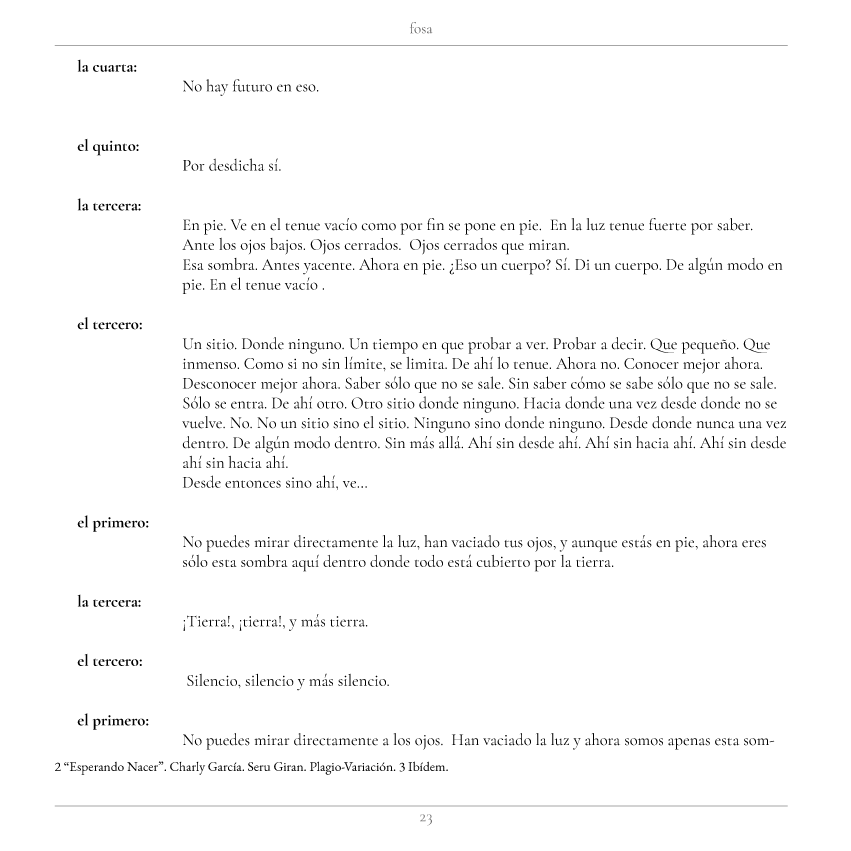 fosa
la cuarta:
No hay futuro en eso.
el quinto:
Por desdicha sí.
la tercera:
En pie. Ve en el tenue vacío como por fin se pone en pie.  En la luz tenue fuerte por saber.
Ante los ojos bajos. Ojos cerrados.  Ojos cerrados que miran.
Esa sombra. Antes yacente. Ahora en pie. ¿Eso un cuerpo? Sí. Di un cuerpo. De algún modo en
pie. En el tenue vacío .
el tercero:
Un sitio. Donde ninguno. Un tiempo en que probar a ver. Probar a decir. Que pequeño. Que
inmenso. Como si no sin límite, se limita. De ahí lo tenue. Ahora no. Conocer mejor ahora.
Desconocer mejor ahora. Saber sólo que no se sale. Sin saber cómo se sabe sólo que no se sale.
Sólo se entra. De ahí otro. Otro sitio donde ninguno. Hacia donde una vez desde donde no se
vuelve. No. No un sitio sino el sitio. Ninguno sino donde ninguno. Desde donde nunca una vez
dentro. De algún modo dentro. Sin más allá. Ahí sin desde ahí. Ahí sin hacia ahí. Ahí sin desde
ahí sin hacia ahí.
Desde entonces sino ahí, ve...
el primero:
No puedes mirar directamente la luz, han vaciado tus ojos, y aunque estás en pie, ahora eres
sólo esta sombra aquí dentro donde todo está cubierto por la tierra.
la tercera:
¡Tierra!, ¡tierra!, y más tierra.
el tercero:
Silencio, silencio y más silencio.
el primero:
No puedes mirar directamente a los ojos.  Han vaciado la luz y ahora somos apenas esta som-
2 “Esperando Nacer”. Charly García. Seru Giran. Plagio-Variación. 3 Ibídem.
23